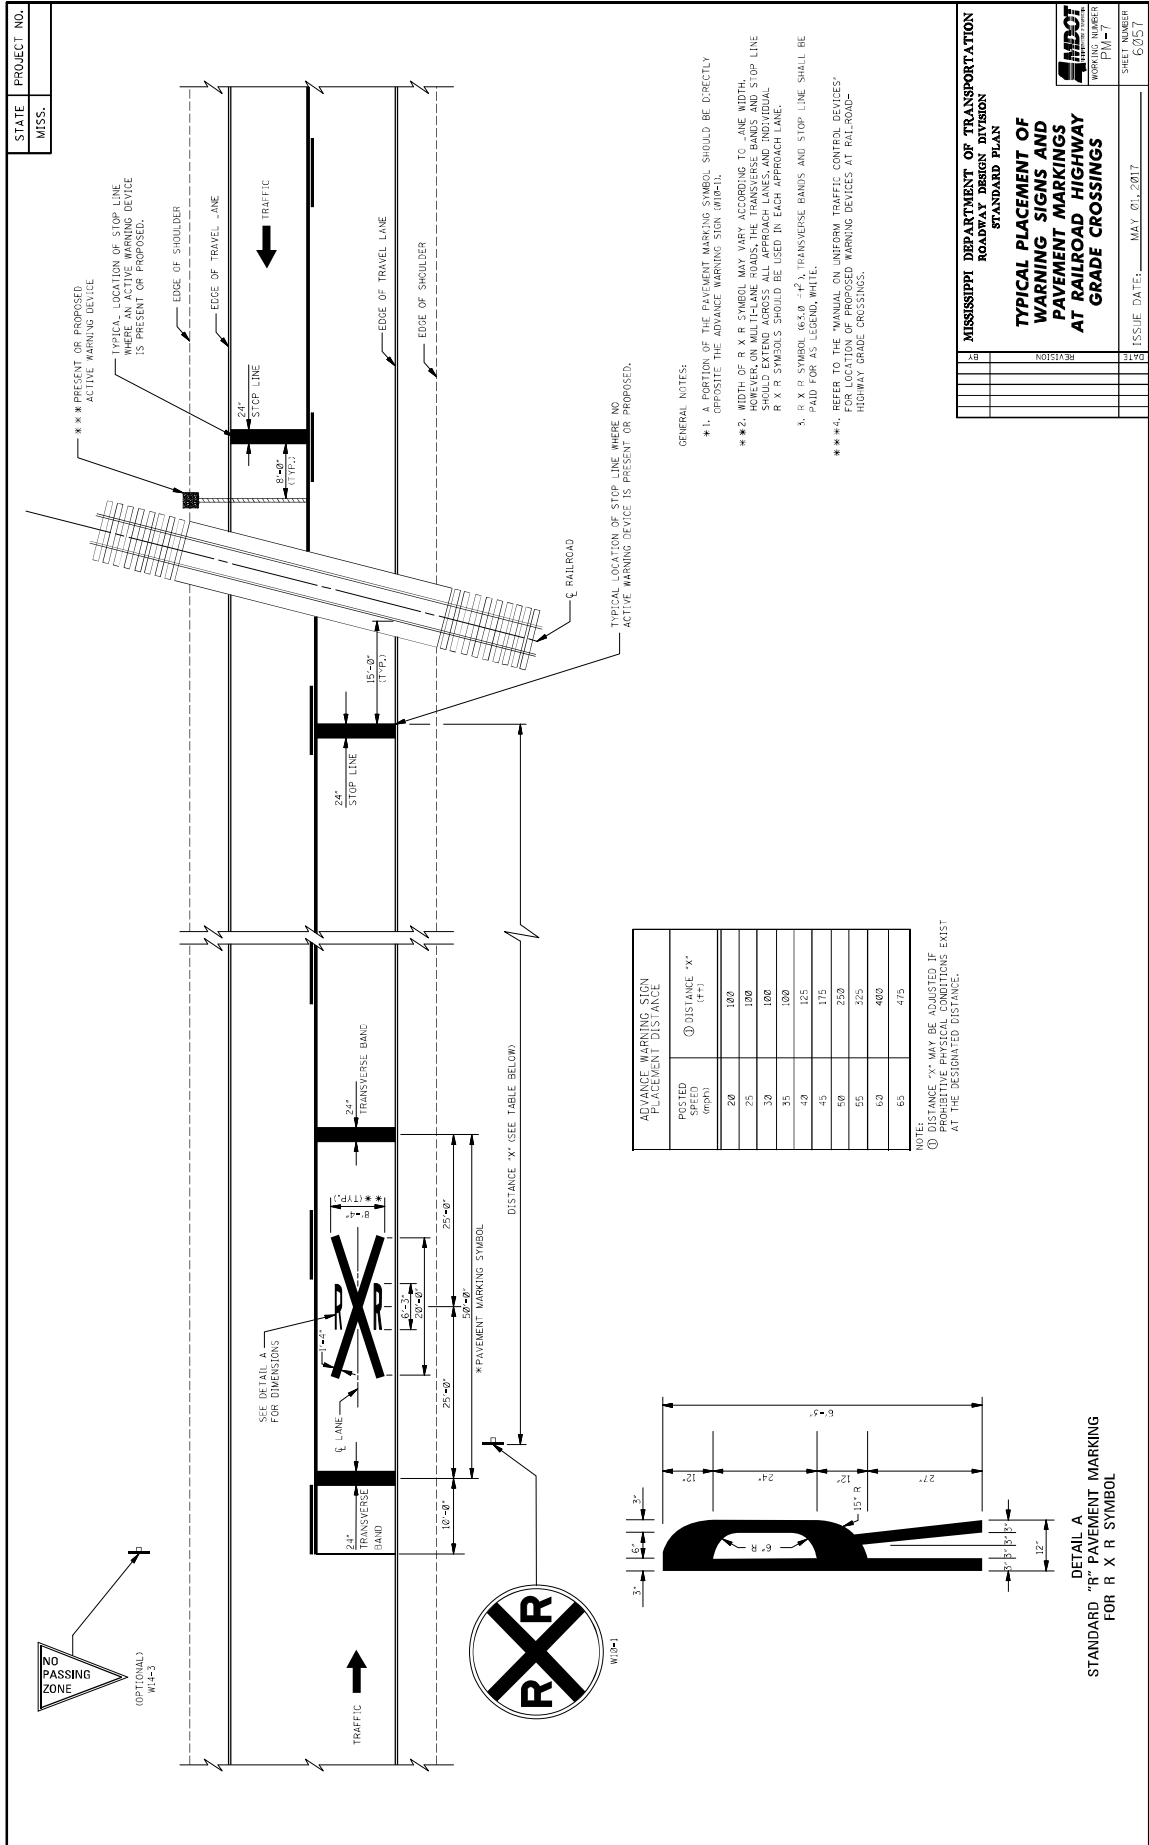 STATE PROJECT NO.
MISS.
NO
PASSING
ZONE
(OPTIONAL)
W14-3
* * * PRESENT OR PROPOSED
ACTIVE WARNING DEVICE
TYPICAL LOCATION OF STOP LINE
WHERE AN ACTIVE WARNING DEVICE
IS PRESENT OR PROPOSED.
EDGE OF SHOULDER
EDGE OF TRAVEL LANE
TRAFFIC
24"
STOP LINE
8'-0"
(TYP.)
EDGE OF TRAVEL LANE
EDGE OF SHOULDER
SEE DETAIL A
FOR DIMENSIONS
1'-4"
℄ LANE
24"
TRANSVERSE
BAND
R X R
8'-4"
* * (TYP.)
24"
TRANSVERSE BAND
24"
STOP LINE
15'-0"
(TYP.)
℄ RAILROAD
TYPICAL LOCATION OF STOP LINE WHERE NO
ACTIVE WARNING DEVICE IS PRESENT OR PROPOSED.
TRAFFIC
6'-3"
20'-0"
10'-0"
25'-0"
25'-0"
50'-0"
*PAVEMENT MARKING SYMBOL
DISTANCE "X" (SEE TABLE BELOW)
R R
W10-1
ADVANCE WARNING SIGN
PLACEMENT DISTANCE
POSTED
SPEED
(mph)
① DISTANCE "X"
(ft)
20 100
25 100
30 100
35 100
40 125
45 175
50 250
55 325
60 400
65 475
NOTE:
① DISTANCE "X" MAY BE ADJUSTED IF
PROHIBITIVE PHYSICAL CONDITIONS EXIST
AT THE DESIGNATED DISTANCE.
3" 6" 3"
6" R
15" R
12" 24" 12" 27"
6'-3"
3" 3" 3" 3"
12"
DETAIL A
STANDARD "R" PAVEMENT MARKING
FOR R X R SYMBOL
GENERAL NOTES:
* 1. A PORTION OF THE PAVEMENT MARKING SYMBOL SHOULD BE DIRECTLY
OPPOSITE THE ADVANCE WARNING SIGN (W10-1).
* * 2. WIDTH OF R X R SYMBOL MAY VARY ACCORDING TO LANE WIDTH.
HOWEVER, ON MULTI-LANE ROADS, THE TRANSVERSE BANDS AND STOP LINE
SHOULD EXTEND ACROSS ALL APPROACH LANES, AND INDIVIDUAL
R X R SYMBOLS SHOULD BE USED IN EACH APPROACH LANE.
3. R X R SYMBOL (63.0 ft²), TRANSVERSE BANDS AND STOP LINE SHALL BE
PAID FOR AS LEGEND, WHITE.
* * * 4. REFER TO THE "MANUAL ON UNIFORM TRAFFIC CONTROL DEVICES"
FOR LOCATION OF PROPOSED WARNING DEVICES AT RAILROAD-
HIGHWAY GRADE CROSSINGS.
BY
REVISION
DATE
MISSISSIPPI DEPARTMENT OF TRANSPORTATION
ROADWAY DESIGN DIVISION
STANDARD PLAN
TYPICAL PLACEMENT OF
WARNING SIGNS AND
PAVEMENT MARKINGS
AT RAILROAD HIGHWAY
GRADE CROSSINGS
ISSUE DATE: MAY 01, 2017
MDOT
WORKING NUMBER
PM-7
SHEET NUMBER
6057